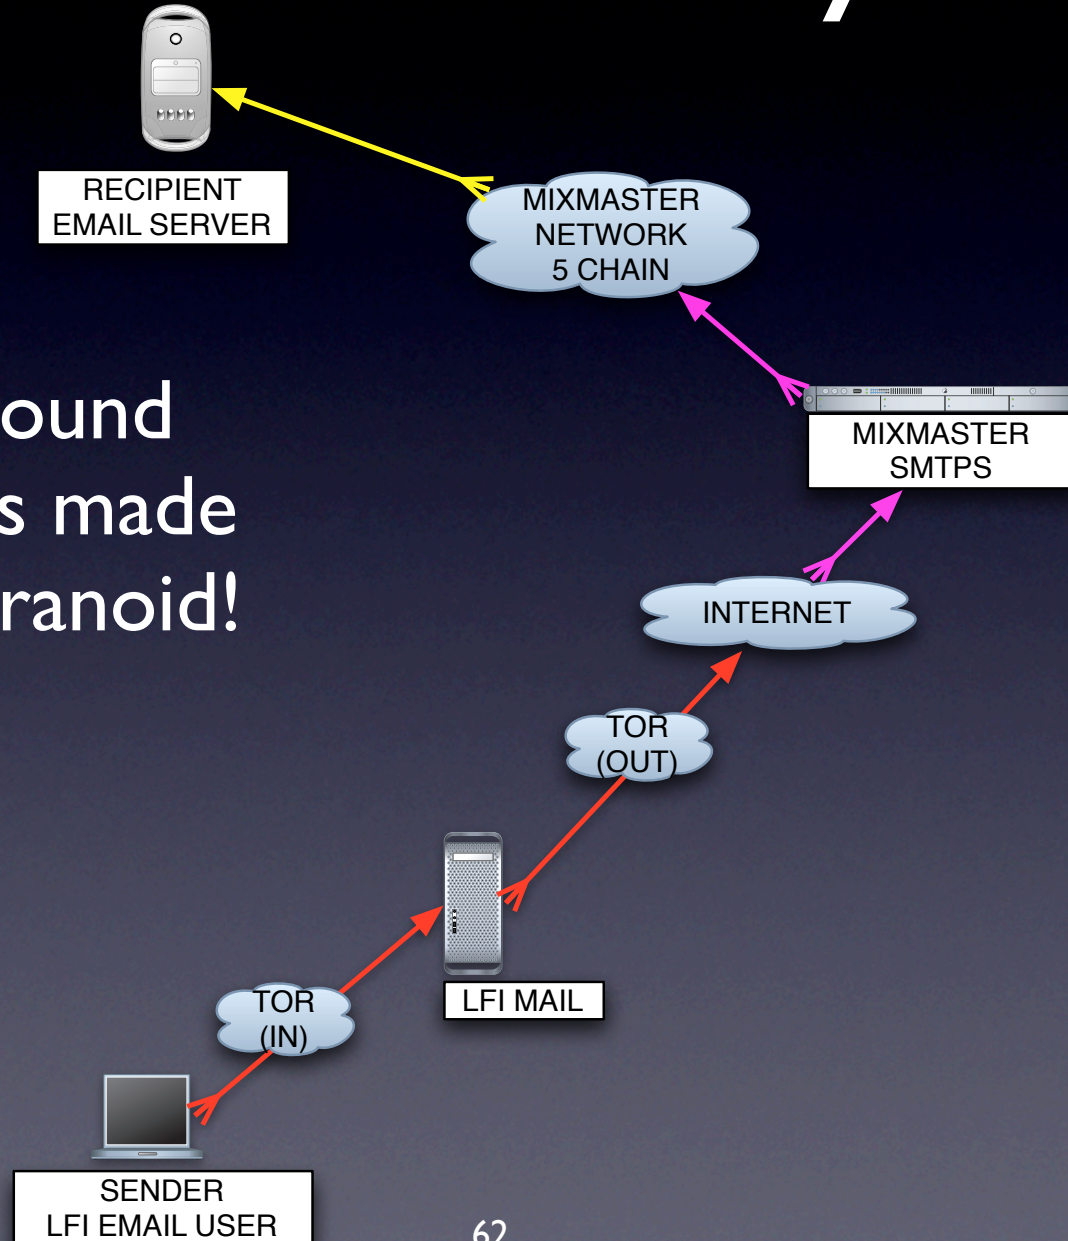 RECIPIENT
EMAIL SERVER
MIXMASTER
NETWORK
5 CHAIN
ound
s made
ranoid!
MIXMASTER
SMTPS
INTERNET
TOR
(OUT)
LFI MAIL
TOR
(IN)
SENDER
LFI EMAIL USER
62